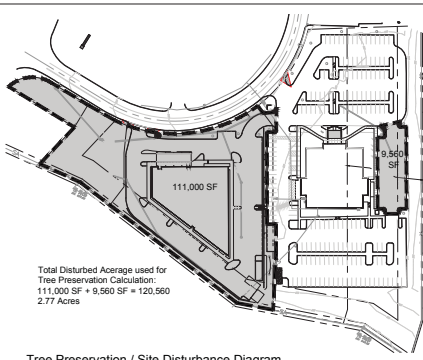 9,560
SF
111,000 SF
Total Disturbed Acerage used for
Tree Preservation Calculation:
111,000 SF + 9,560 SF = 120,560
2.77 Acres
Tree Preservation / Site Disturbance Diagram